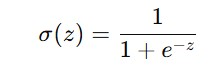 σ(z) = 1 / (1 + e^{-z})